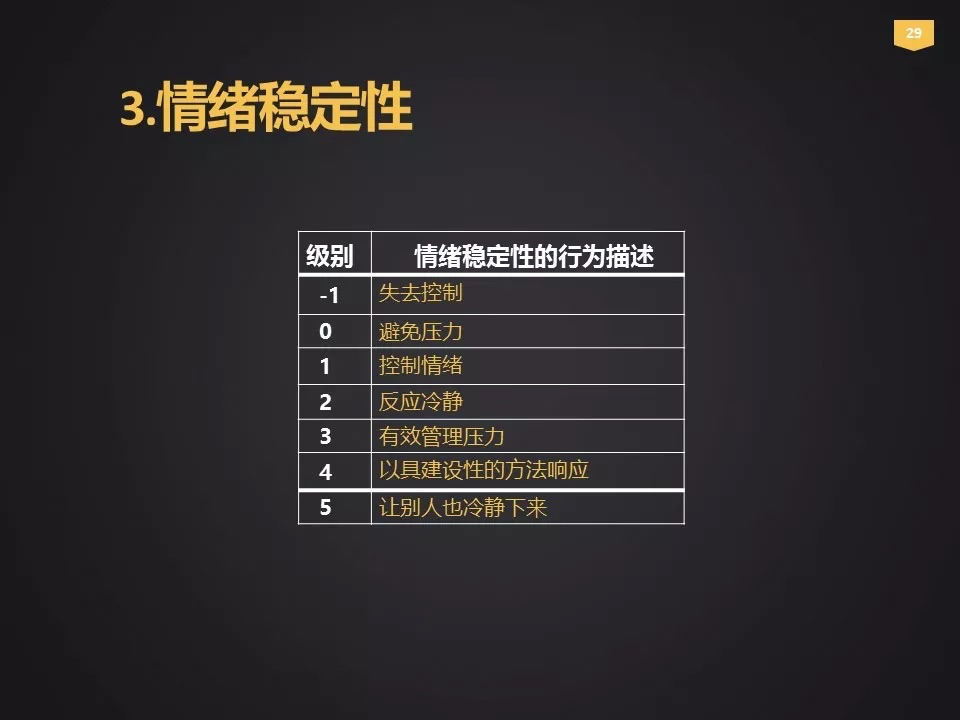 29
3.情绪稳定性
级别 情绪稳定性的行为描述
-1 失去控制
0 避免压力
1 控制情绪
2 反应冷静
3 有效管理压力
4 以具建设性的方法响应
5 让别人也冷静下来